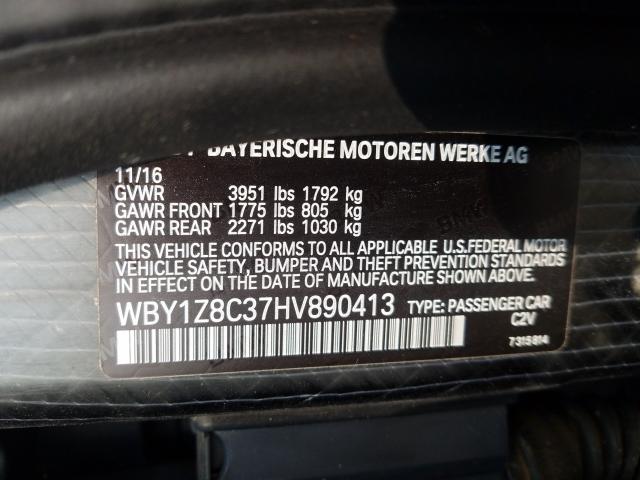 BAYERISCHE MOTOREN WERKE AG
11/16
GVWR 3951 lbs 1792 kg
GAWR FRONT 1775 lbs 805 kg
GAWR REAR 2271 lbs 1030 kg
THIS VEHICLE CONFORMS TO ALL APPLICABLE U.S.FEDERAL MOTOR
VEHICLE SAFETY, BUMPER, AND THEFT PREVENTION STANDARDS
IN EFFECT ON THE DATE OF MANUFACTURE SHOWN ABOVE.
WBY1Z8C37HV890413 TYPE: PASSENGER CAR
C2V
7315814